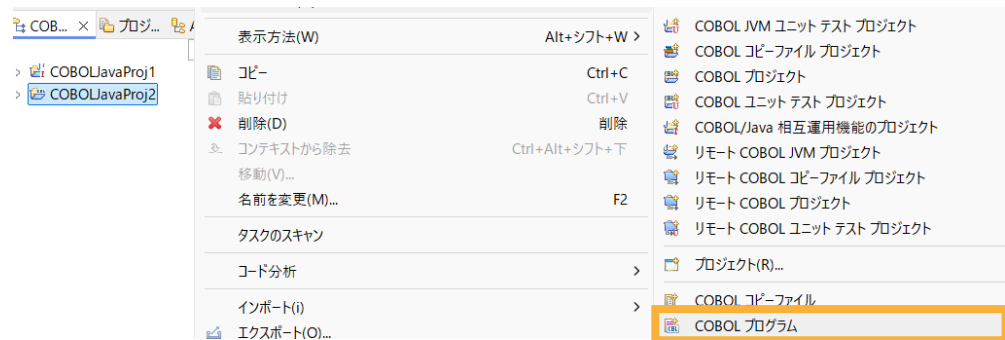 COB... プロジ...
COBOLJavaProj1
COBOLJavaProj2
表示方法(W) Alt+シフト+W
コピー Ctrl+C
貼り付け Ctrl+V
削除(D) 削除
コンテキストから除去 Ctrl+Alt+シフト+下
移動(V)...
名前を変更(M)... F2
タスクのスキャン
コード分析
インポート(i)
エクスポート(O)...
COBOL JVM ユニット テスト プロジェクト
COBOL コピーファイル プロジェクト
COBOL プロジェクト
COBOL ユニット テスト プロジェクト
COBOL/Java 相互運用機能のプロジェクト
リモート COBOL JVM プロジェクト
リモート COBOL コピーファイル プロジェクト
リモート COBOL プロジェクト
リモート COBOL ユニット テスト プロジェクト
プロジェクト(R)...
COBOL コピーファイル
COBOL プログラム